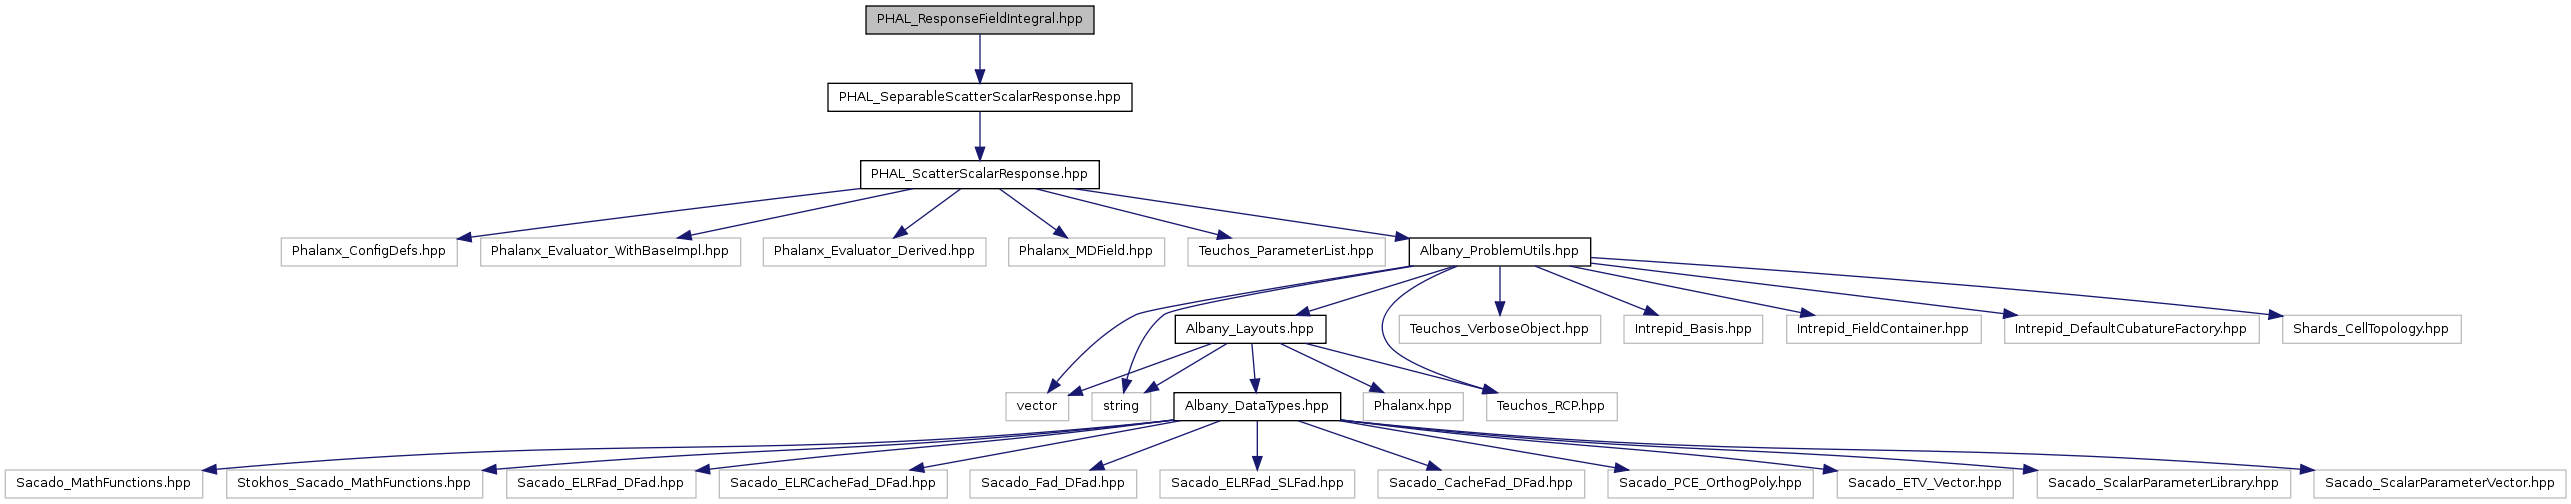 PHAL_ResponseFieldIntegral.hpp
PHAL_SeparableScatterScalarResponse.hpp
PHAL_ScatterScalarResponse.hpp
Phalanx_ConfigDefs.hpp
Phalanx_Evaluator_WithBaseImpl.hpp
Phalanx_Evaluator_Derived.hpp
Phalanx_MDField.hpp
Teuchos_ParameterList.hpp
Albany_ProblemUtils.hpp
Albany_Layouts.hpp
Teuchos_VerboseObject.hpp
Intrepid_Basis.hpp
Intrepid_FieldContainer.hpp
Intrepid_DefaultCubatureFactory.hpp
Shards_CellTopology.hpp
vector
string
Albany_DataTypes.hpp
Phalanx.hpp
Teuchos_RCP.hpp
Sacado_MathFunctions.hpp
Stokhos_Sacado_MathFunctions.hpp
Sacado_ELRFad_DFad.hpp
Sacado_ELRCacheFad_DFad.hpp
Sacado_Fad_DFad.hpp
Sacado_ELRFad_SLFad.hpp
Sacado_CacheFad_DFad.hpp
Sacado_PCE_OrthogPoly.hpp
Sacado_ETV_Vector.hpp
Sacado_ScalarParameterLibrary.hpp
Sacado_ScalarParameterVector.hpp